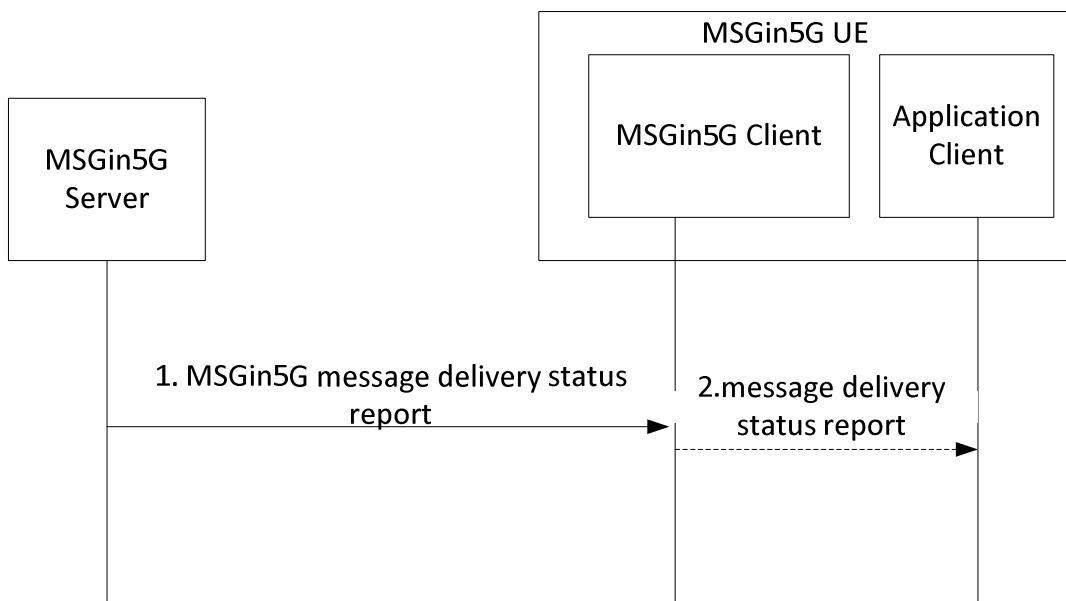 MSGin5G UE
MSGin5G
Server
MSGin5G Client
Application
Client
1. MSGin5G message delivery status
report
2.message delivery
status report